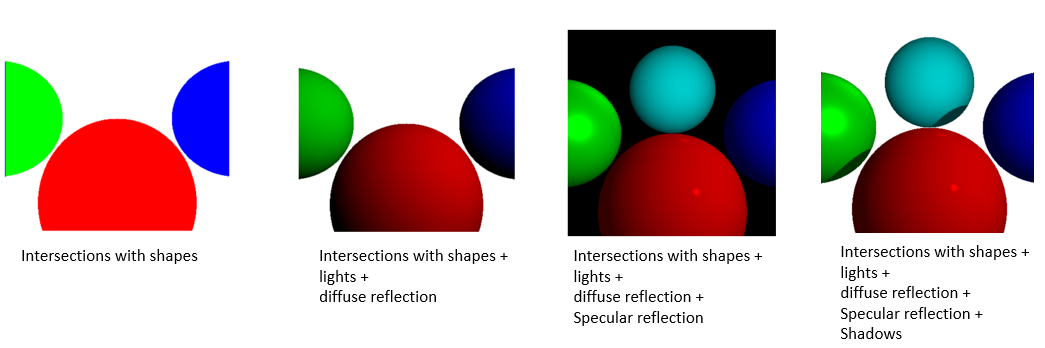 Intersections with shapes
Intersections with shapes +
lights +
diffuse reflection
Intersections with shapes +
lights +
diffuse reflection +
Specular reflection
Intersections with shapes +
lights +
diffuse reflection +
Specular reflection +
Shadows